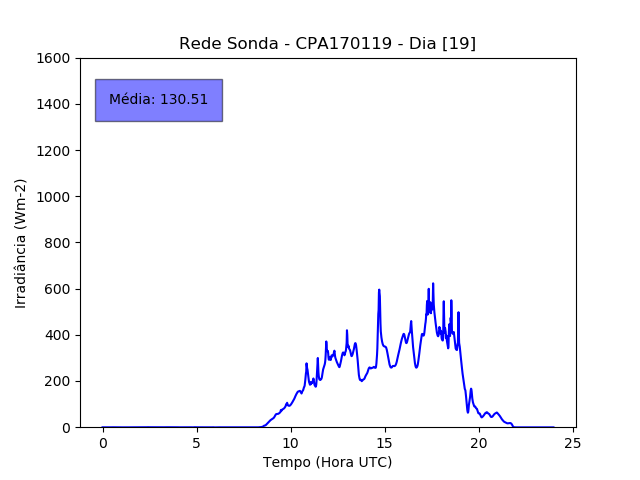 Rede Sonda - CPA170119 - Dia [19]
1600
1400
1200
1000
800
600
400
200
0
Irradiância (Wm-2)
Média: 130.51
0 5 10 15 20 25
Tempo (Hora UTC)